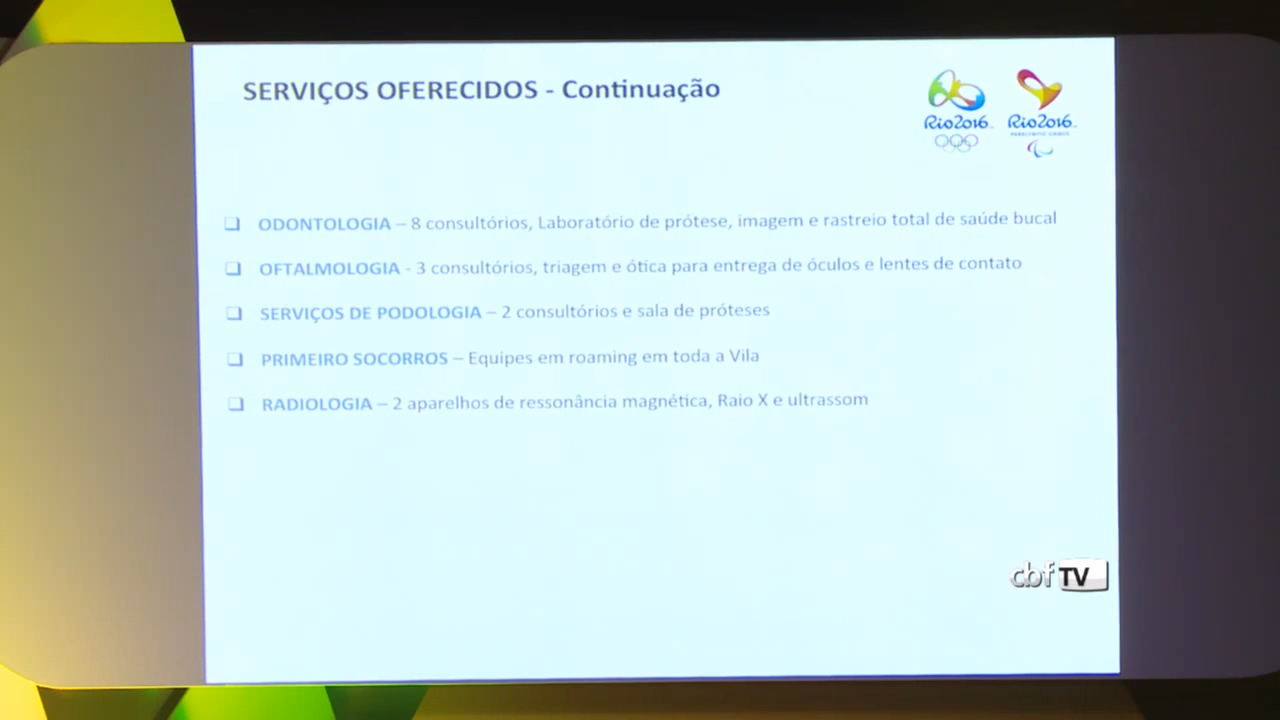 SERVIÇOS OFERECIDOS - Continuação
Rio2016 Rio2016
PARALYMPIC GAMES
❑ ODONTOLOGIA – 8 consultórios, Laboratório de prótese, imagem e rastreio total de saúde bucal
❑ OFTALMOLOGIA - 3 consultórios, triagem e ótica para entrega de óculos e lentes de contato
❑ SERVIÇOS DE PODOLOGIA – 2 consultórios e sala de próteses
❑ PRIMEIRO SOCORROS – Equipes em roaming em toda a Vila
❑ RADIOLOGIA – 2 aparelhos de ressonância magnética, Raio X e ultrassom
cbf TV